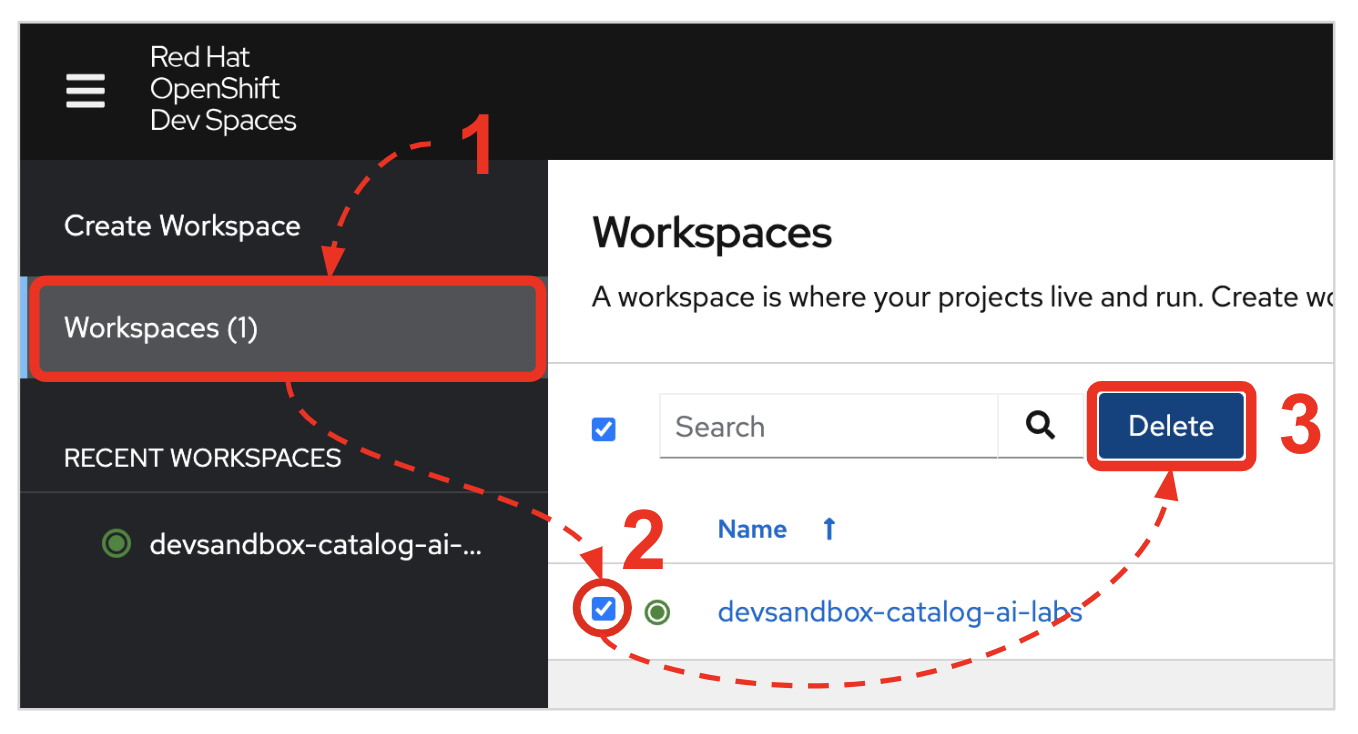 Red Hat
OpenShift
Dev Spaces
1
Create Workspace
Workspaces (1)
RECENT WORKSPACES
devsandbox-catalog-ai-...
Workspaces
A workspace is where your projects live and run. Create
Search
Delete
3
2
Name
devsandbox-catalog-ai-labs